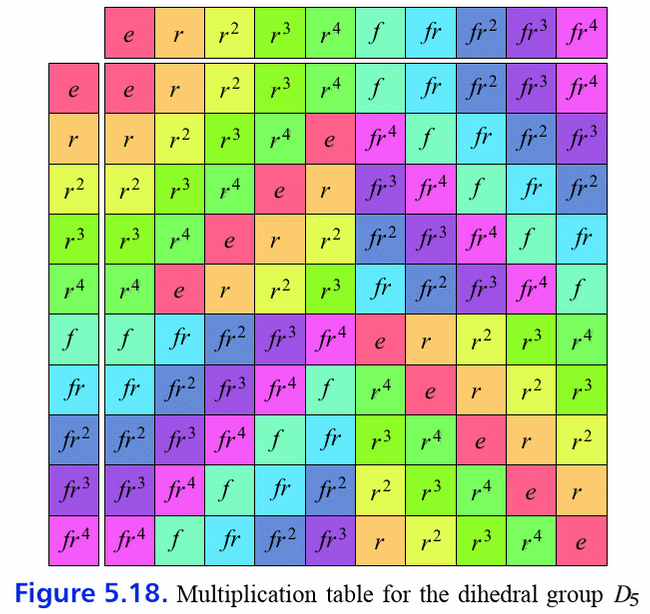 e r r² r³ r⁴ f fr fr² fr³ fr⁴
e e r r² r³ r⁴ f fr fr² fr³ fr⁴
r r r² r³ r⁴ e fr⁴ f fr fr² fr³
r² r² r³ r⁴ e r fr³ fr⁴ f fr fr²
r³ r³ r⁴ e r r² fr² fr³ fr⁴ f fr
r⁴ r⁴ e r r² r³ fr fr² fr³ fr⁴ f
f f fr fr² fr³ fr⁴ e r r² r³ r⁴
fr fr fr² fr³ fr⁴ f r⁴ e r r² r³
fr² fr² fr³ fr⁴ f fr r³ r⁴ e r r²
fr³ fr³ fr⁴ f fr fr² r² r³ r⁴ e r
fr⁴ fr⁴ f fr fr² fr³ r r² r³ r⁴ e
Figure 5.18. Multiplication table for the dihedral group D₅